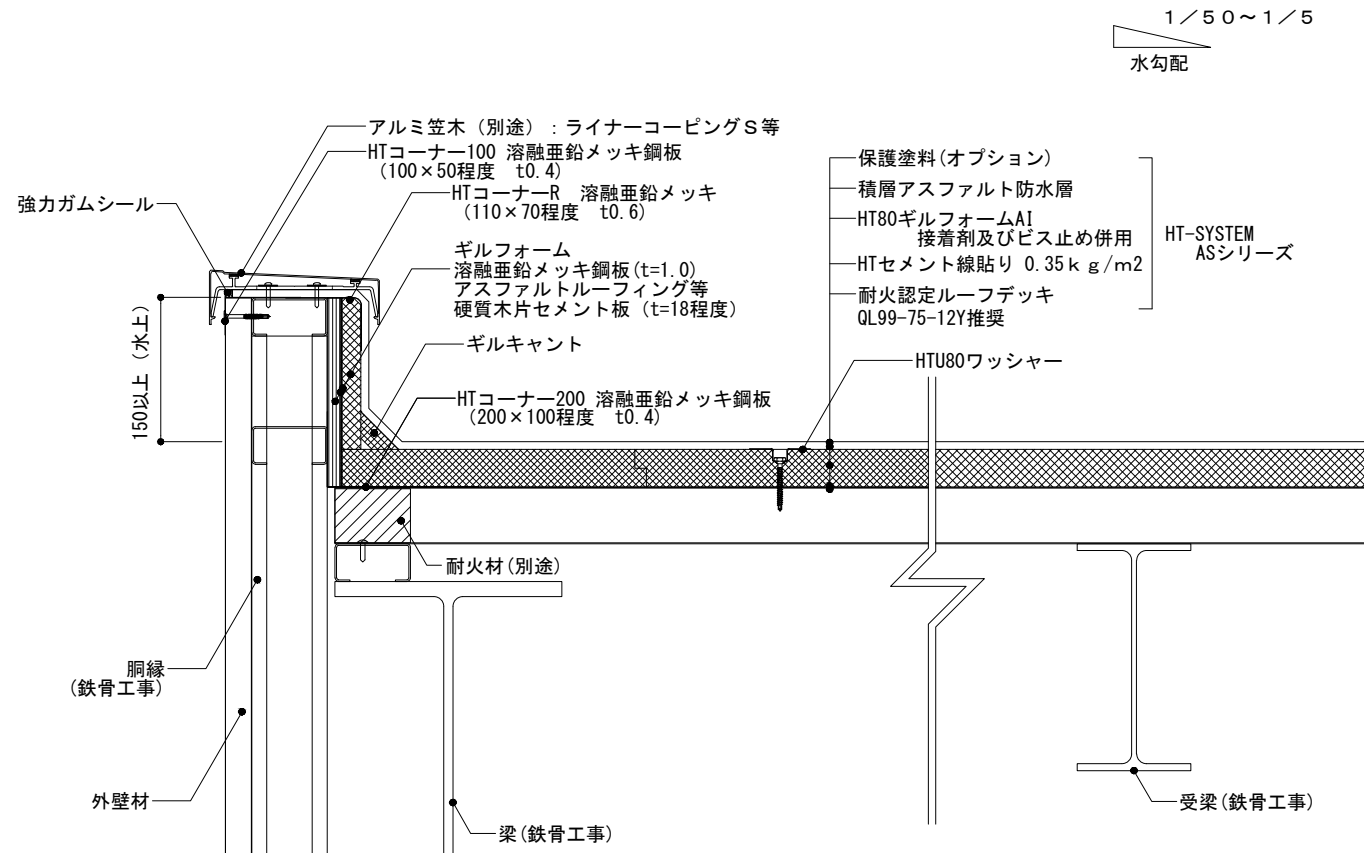 1/50~1/5
水勾配
アルミ笠木（別途）：ライナーコーピングS等
HTコーナー100 溶融亜鉛メッキ鋼板
（100×50程度　t0.4）
HTコーナーR　溶融亜鉛メッキ
（110×70程度　t0.6）
強力ガムシール
ギルフォーム
溶融亜鉛メッキ鋼板(t=1.0)
アスファルトルーフィング等
硬質木片セメント板（t=18程度）
ギルキャント
HTコーナー200 溶融亜鉛メッキ鋼板
（200×100程度　t0.4）
150以上（水上）
保護塗料(オプション)
積層アスファルト防水層
HT80ギルフォームAI
接着剤及びビス止め併用
HTセメント線貼り 0.35ｋｇ/m2
耐火認定ルーフデッキ
QL99-75-12Y推奨
HT-SYSTEM
ASシリーズ
HTU80ワッシャー
耐火材(別途)
胴縁
(鉄骨工事)
外壁材
梁(鉄骨工事)
受梁(鉄骨工事)